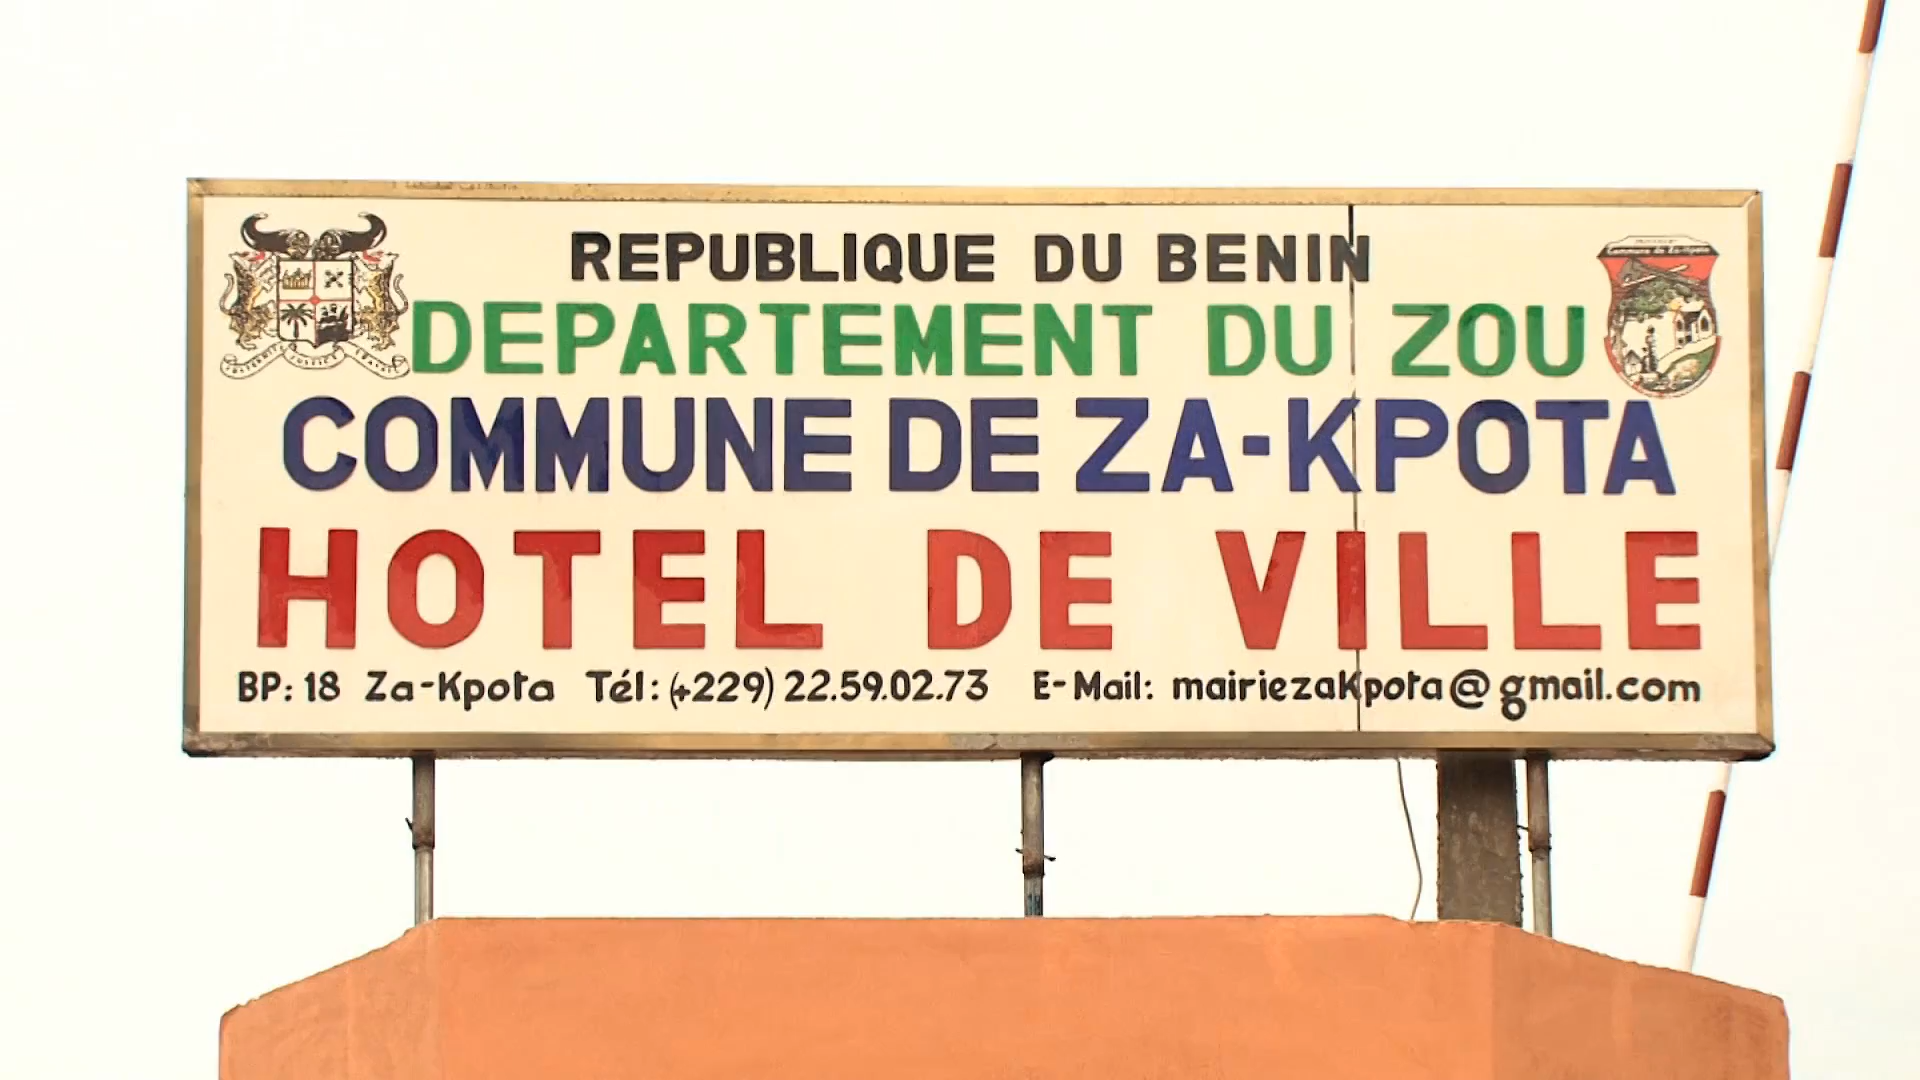 REPUBLIQUE DU BENIN
DEPARTEMENT DU ZOU
COMMUNE DE ZA-KPOTA
HOTEL DE VILLE
BP: 18 Za-Kpota Tél: (+229) 22.59.02.73 E-Mail: mairiezakpota@gmail.com